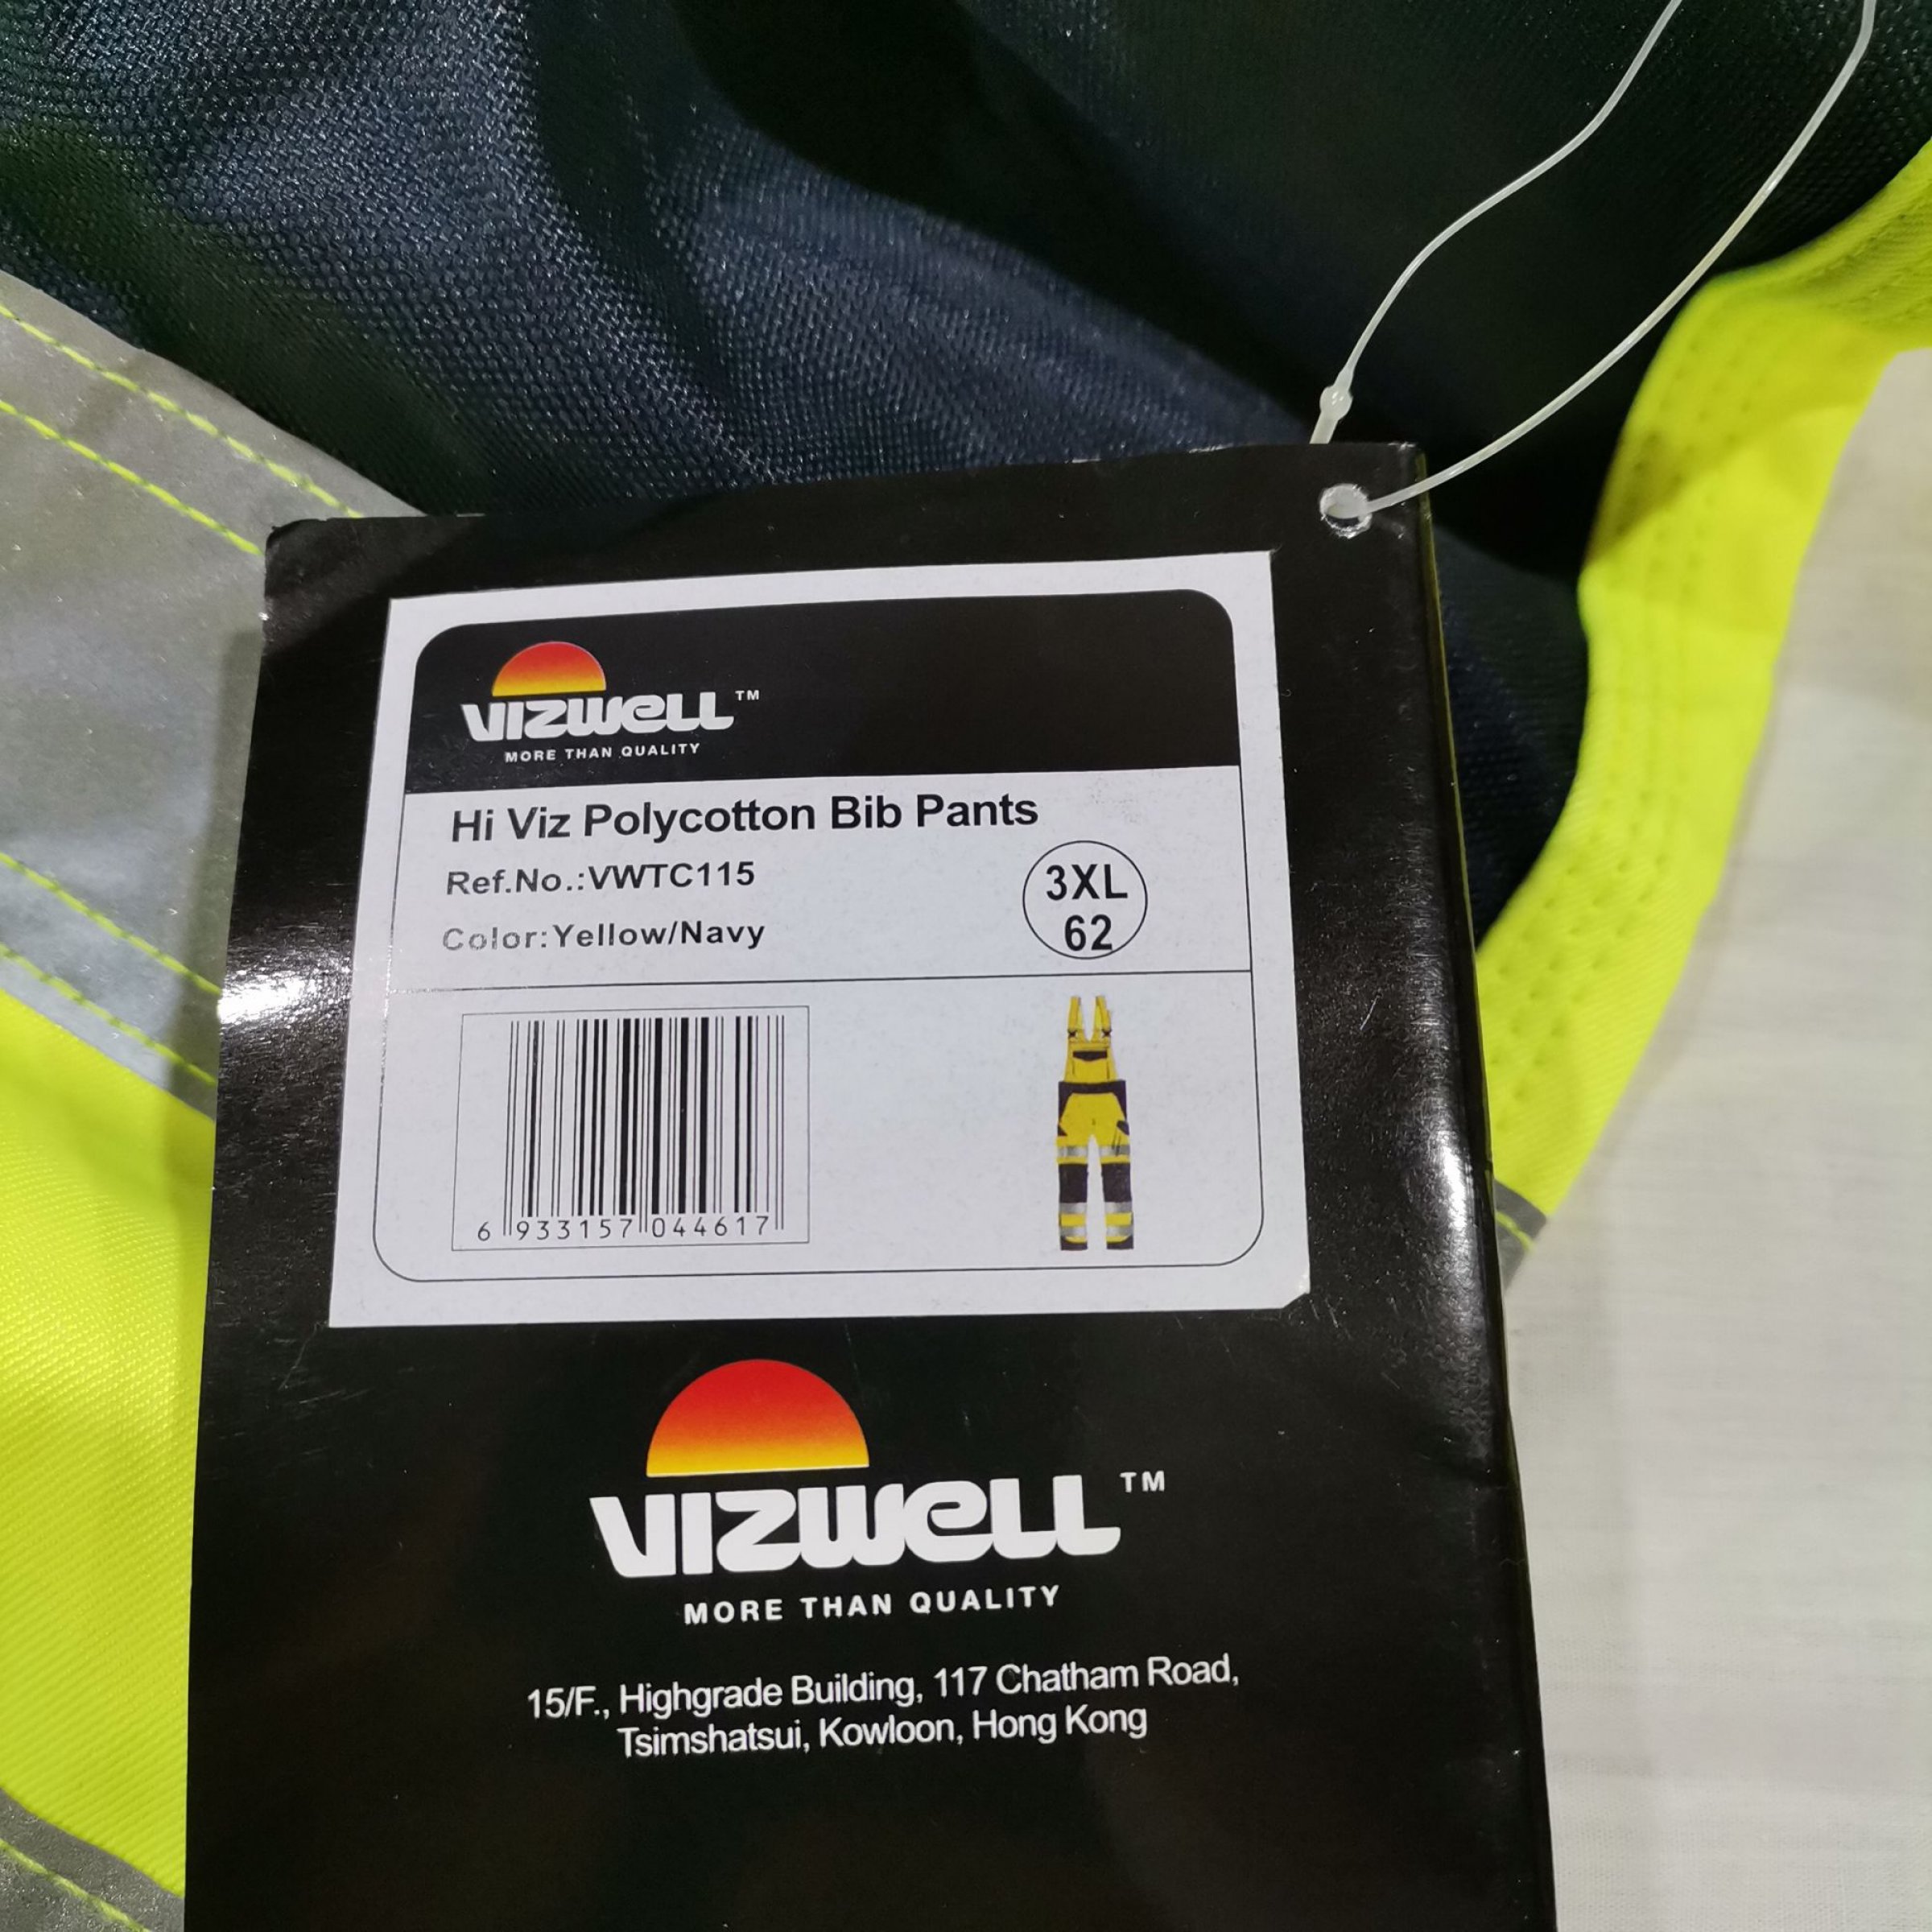 VIZWELL™
MORE THAN QUALITY
Hi Viz Polycotton Bib Pants
Ref.No.:VWTC115
Color:Yellow/Navy
3XL
62
6 933157 044617
VIZWELL™
MORE THAN QUALITY
15/F., Highgrade Building, 117 Chatham Road,
Tsimshatsui, Kowloon, Hong Kong